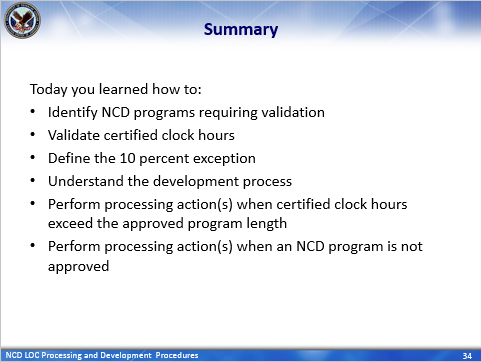 Summary
Today you learned how to:
• Identify NCD programs requiring validation
• Validate certified clock hours
• Define the 10 percent exception
• Understand the development process
• Perform processing action(s) when certified clock hours
exceed the approved program length
• Perform processing action(s) when an NCD program is not
approved
NCD LOC Processing and Development Procedures
34